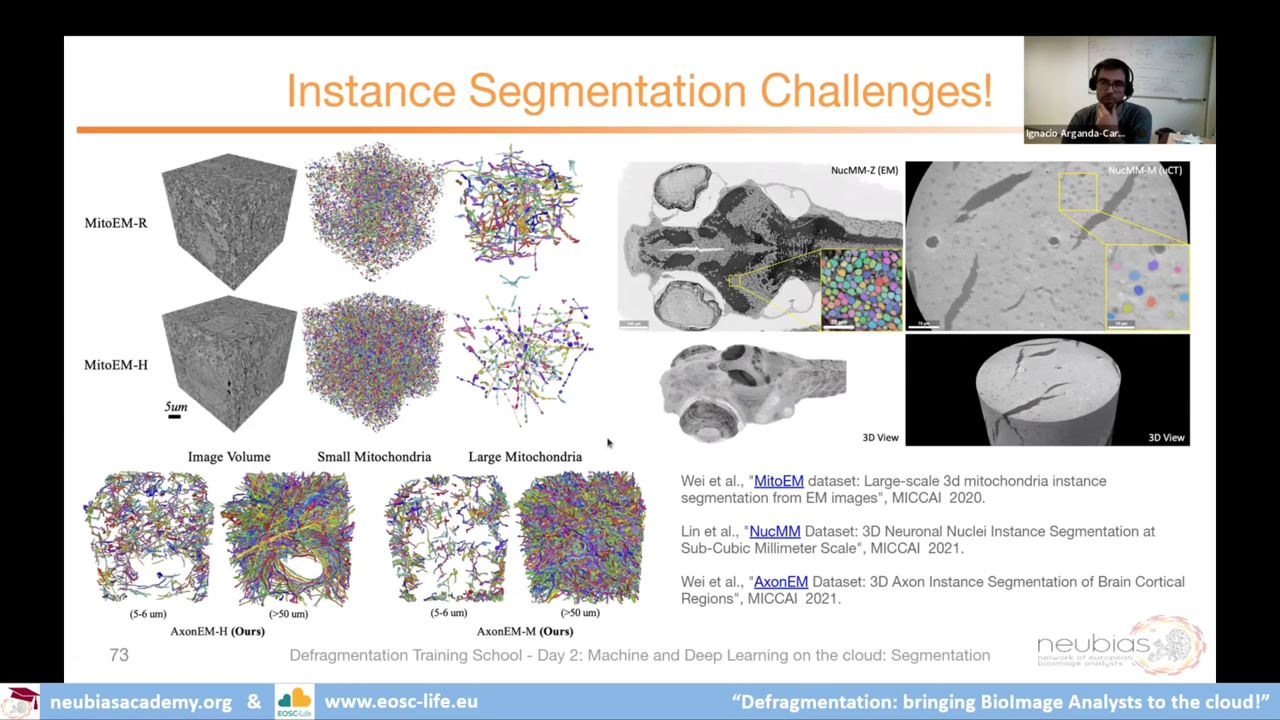 Instance Segmentation Challenges!
Ignacio Arganda-Car...
MitoEM-R
MitoEM-H
5um
Image Volume
Small Mitochondria
Large Mitochondria
(5-6 um)
(>50 um)
(5-6 um)
(>50 um)
AxonEM-H (Ours)
AxonEM-M (Ours)
NucMM-Z (EM)
NucMM-M (uCT)
3D View
3D View
Wei et al., "MitoEM dataset: Large-scale 3d mitochondria instance
segmentation from EM images", MICCAI 2020.
Lin et al., "NucMM Dataset: 3D Neuronal Nuclei Instance Segmentation at
Sub-Cubic Millimeter Scale", MICCAI 2021.
Wei et al., "AxonEM Dataset: 3D Axon Instance Segmentation of Brain Cortical
Regions", MICCAI 2021.
73
Defragmentation Training School - Day 2: Machine and Deep Learning on the cloud: Segmentation
neubias
network of european
bioimage analysts
neubiasacademy.org & EOSC-Life www.eosc-life.eu
“Defragmentation: bringing BioImage Analysts to the cloud!”